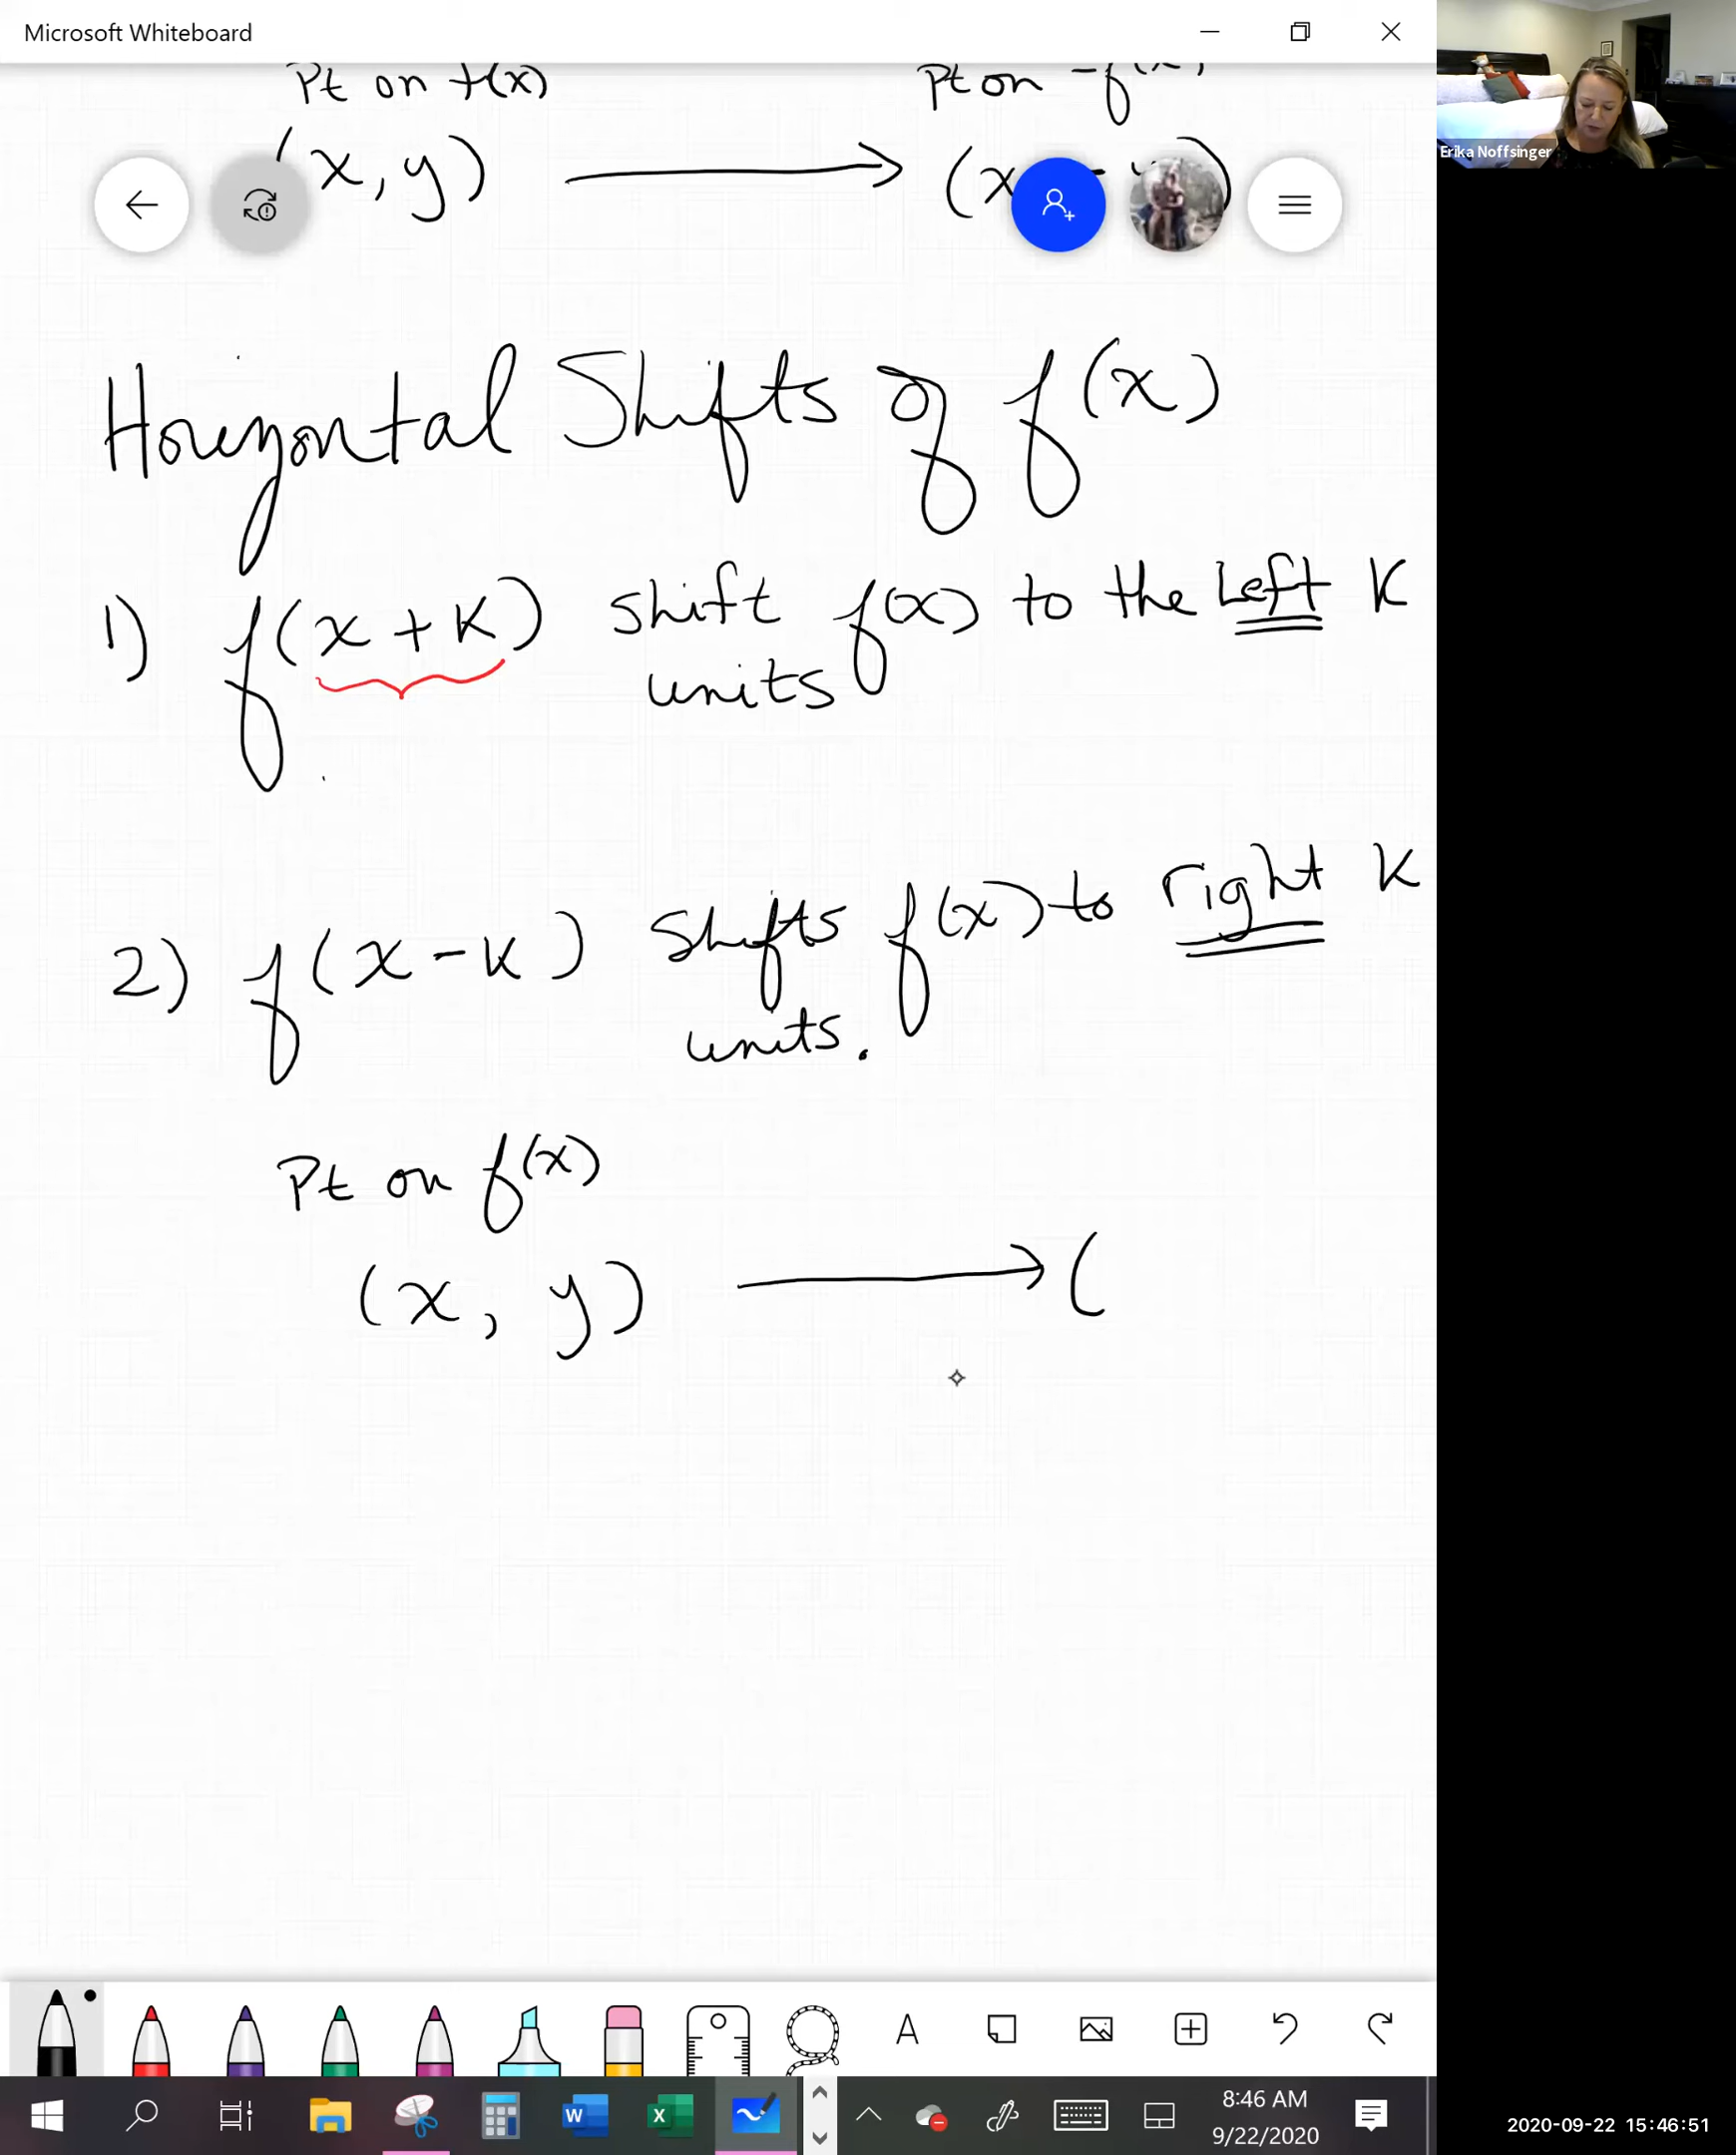 Microsoft Whiteboard
Pt on f(x)
Pt on -f(x)
(x, y)
(x
Erika Noffsinger
Horizontal Shifts of f(x)
1) f(x + K) shift f(x) to the Left K
units
2) f(x - K) shifts f(x) to right K
units.
Pt on f(x)
(x, y) → (
A
8:46 AM
9/22/2020
2020-09-22 15:46:51